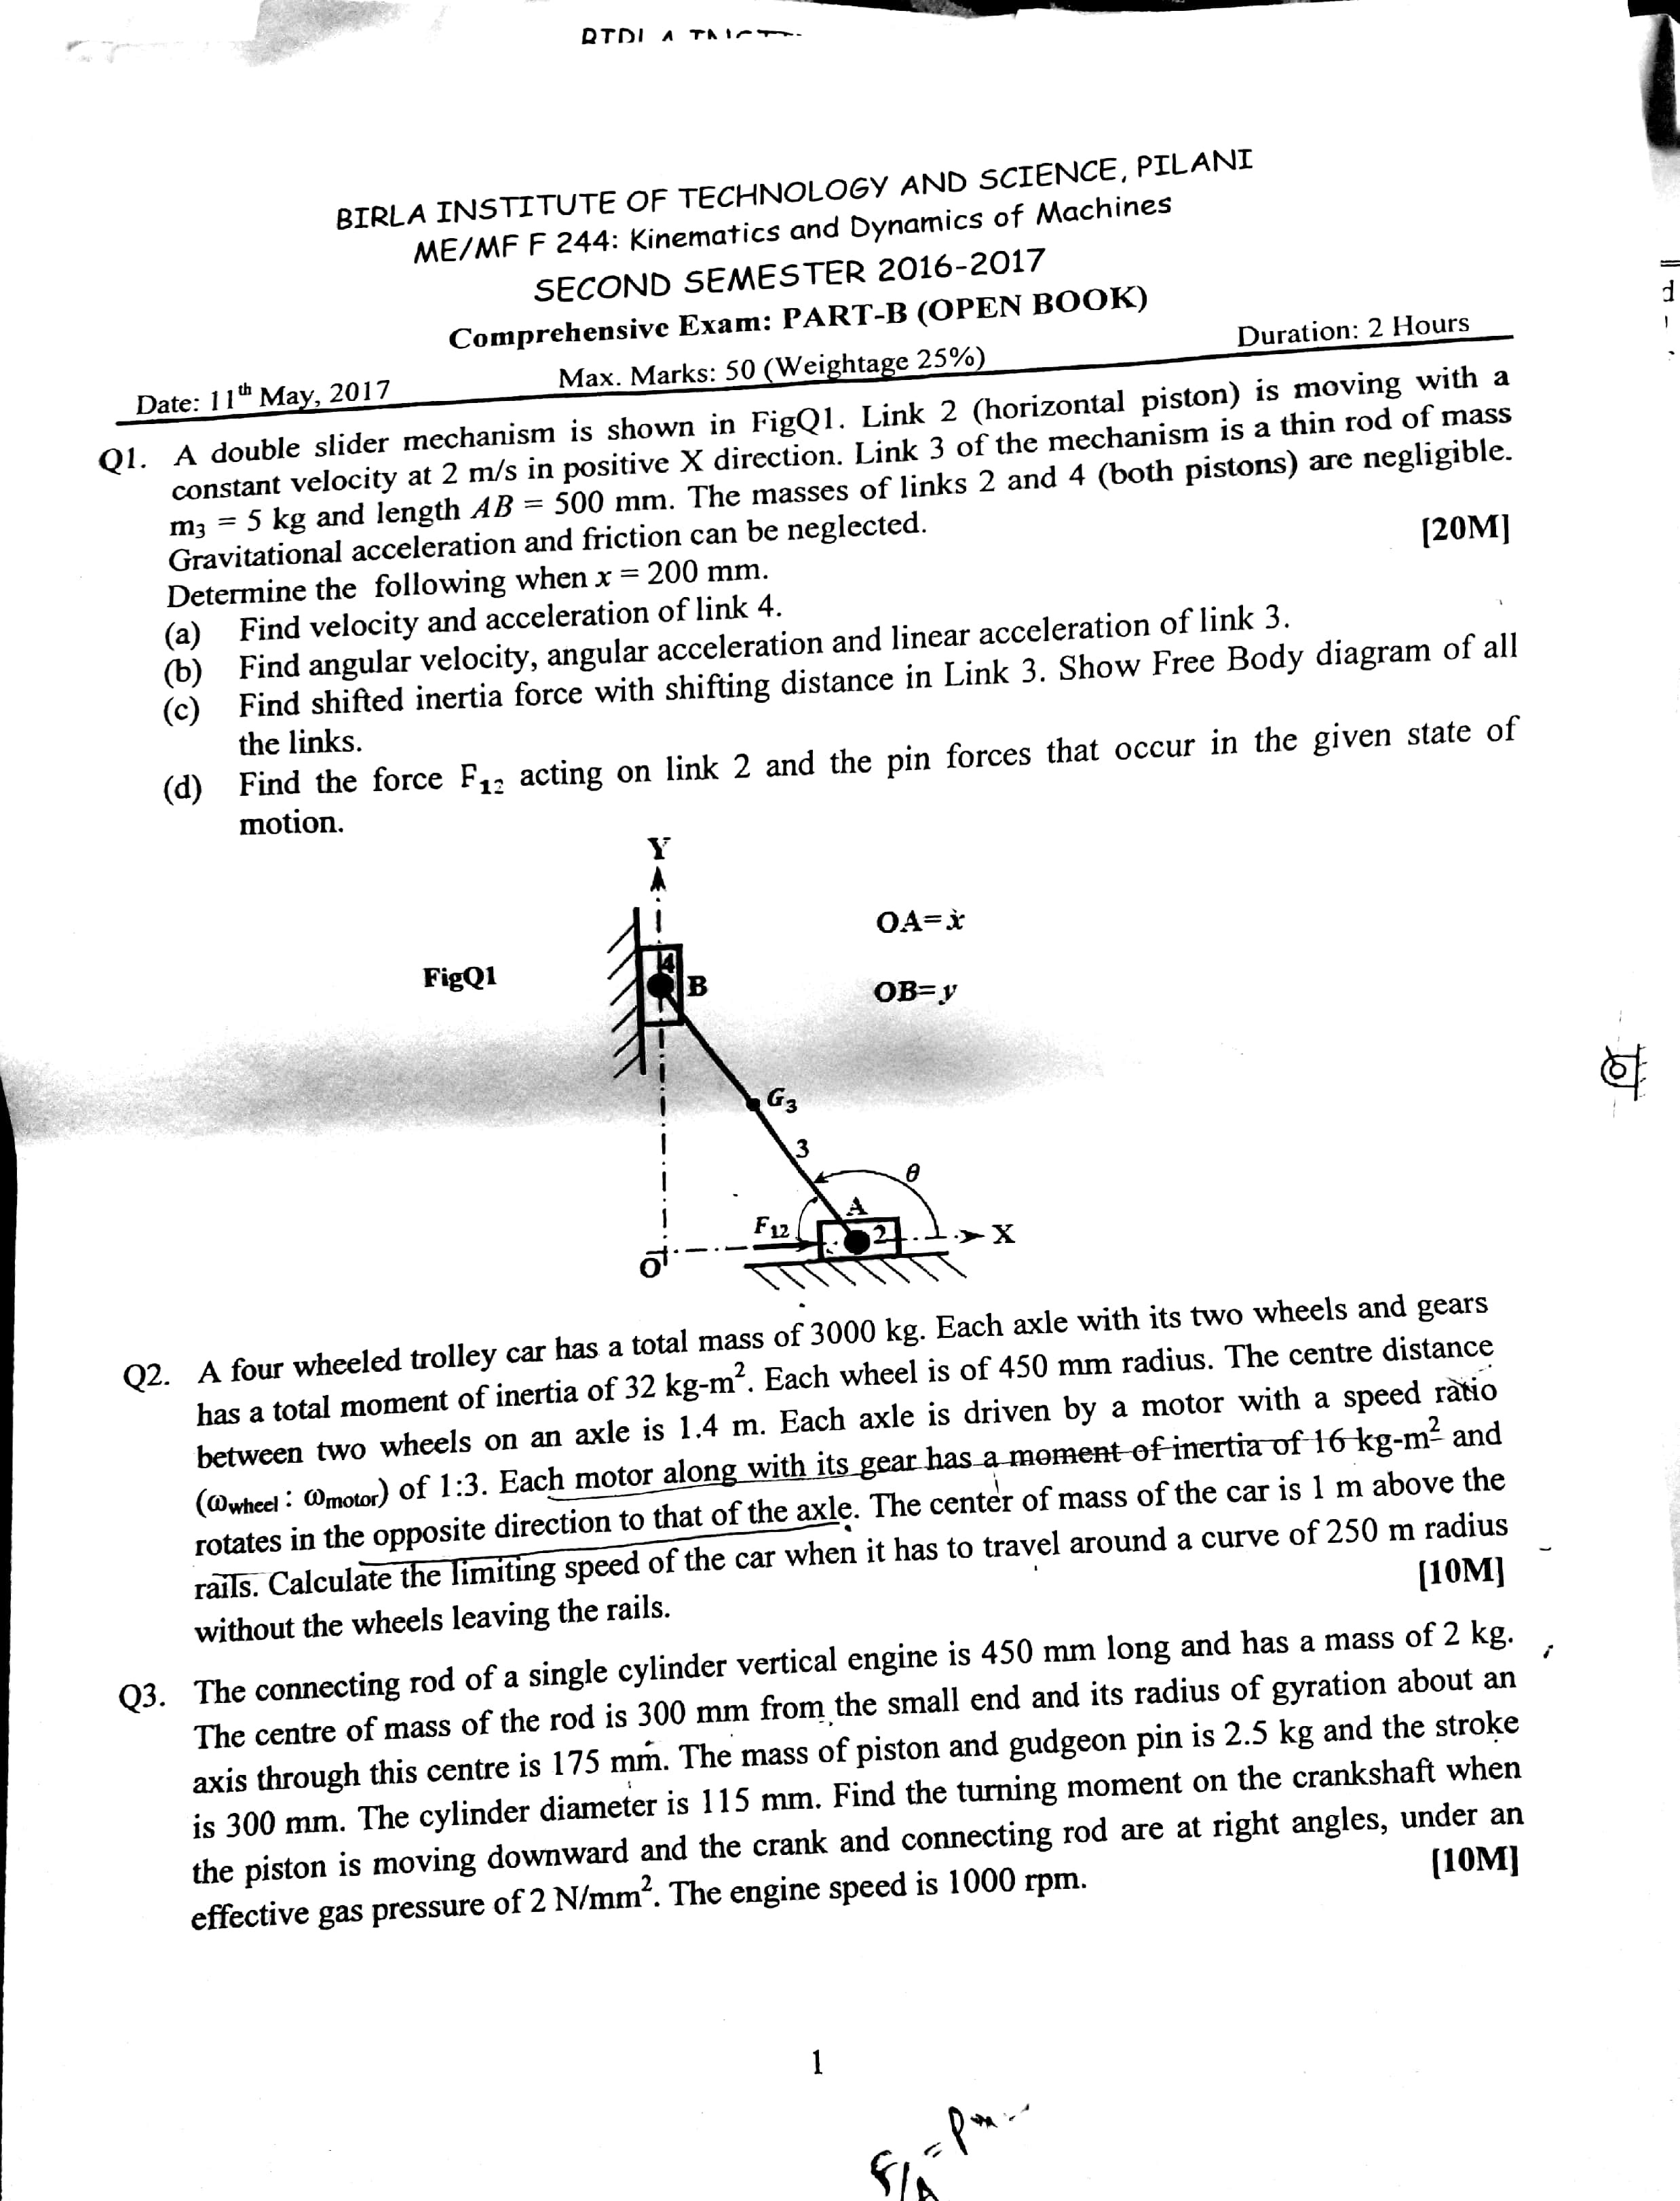 BIRLA INSTITUTE OF TECHNOLOGY AND SCIENCE, PILANI
ME/MF F 244: Kinematics and Dynamics of Machines
SECOND SEMESTER 2016-2017
Comprehensive Exam: PART-B (OPEN BOOK)
Date: 11th May, 2017 Max. Marks: 50 (Weightage 25%) Duration: 2 Hours
Q1. A double slider mechanism is shown in FigQ1. Link 2 (horizontal piston) is moving with a
constant velocity at 2 m/s in positive X direction. Link 3 of the mechanism is a thin rod of mass
m₃ = 5 kg and length AB = 500 mm. The masses of links 2 and 4 (both pistons) are negligible.
Gravitational acceleration and friction can be neglected. [20M]
Determine the following when x = 200 mm.
(a) Find velocity and acceleration of link 4.
(b) Find angular velocity, angular acceleration and linear acceleration of link 3.
(c) Find shifted inertia force with shifting distance in Link 3. Show Free Body diagram of all
the links.
(d) Find the force F₁₂ acting on link 2 and the pin forces that occur in the given state of
motion.
Y
OA=x
4
FigQ1
B
OB=y
G₃
3
θ
A
F₁₂
2
X
O
Q2. A four wheeled trolley car has a total mass of 3000 kg. Each axle with its two wheels and gears
has a total moment of inertia of 32 kg-m². Each wheel is of 450 mm radius. The centre distance
between two wheels on an axle is 1.4 m. Each axle is driven by a motor with a speed ratio
(ωwheel : ωmotor) of 1:3. Each motor along with its gear has a moment of inertia of 16 kg-m² and
rotates in the opposite direction to that of the axle. The center of mass of the car is 1 m above the
rails. Calculate the limiting speed of the car when it has to travel around a curve of 250 m radius
without the wheels leaving the rails. [10M]
Q3. The connecting rod of a single cylinder vertical engine is 450 mm long and has a mass of 2 kg.
The centre of mass of the rod is 300 mm from the small end and its radius of gyration about an
axis through this centre is 175 mm. The mass of piston and gudgeon pin is 2.5 kg and the stroke
is 300 mm. The cylinder diameter is 115 mm. Find the turning moment on the crankshaft when
the piston is moving downward and the crank and connecting rod are at right angles, under an
effective gas pressure of 2 N/mm². The engine speed is 1000 rpm. [10M]
1